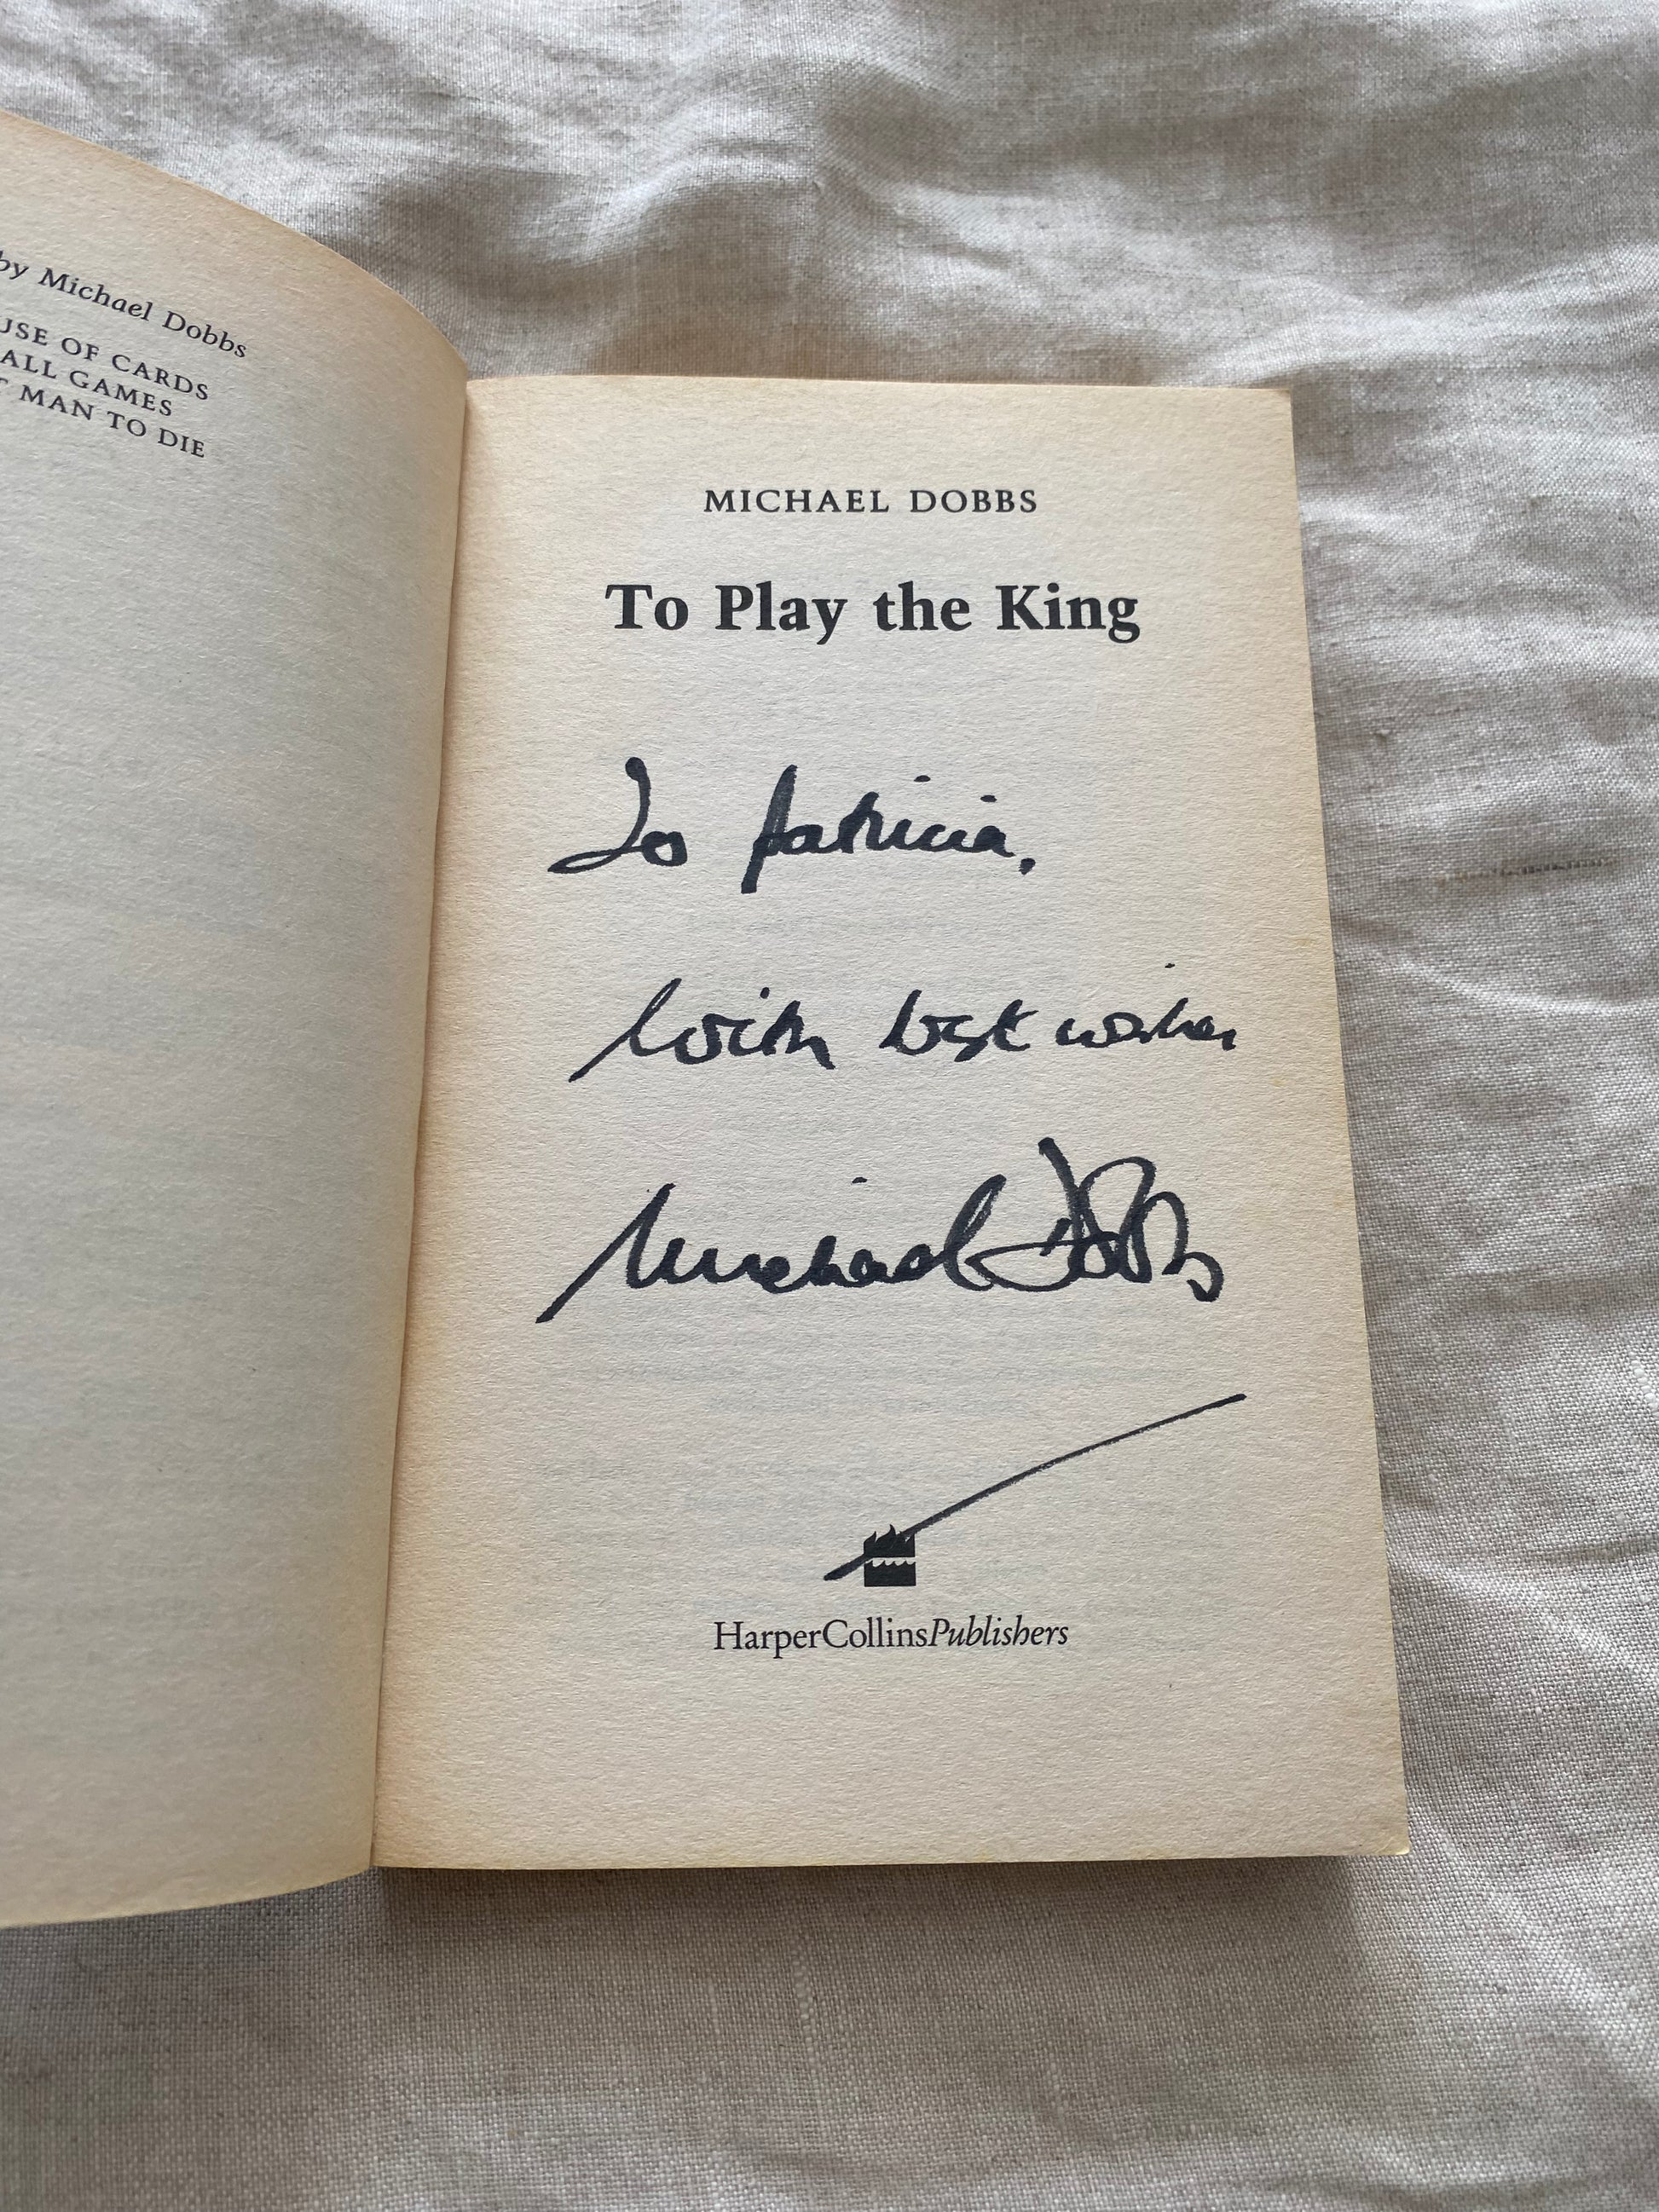 by Michael Dobbs
USE OF CARDS
ALL GAMES
T MAN TO DIE
MICHAEL DOBBS
To Play the King
To Patricia,
With best wishes
Michael Dobbs
HarperCollinsPublishers